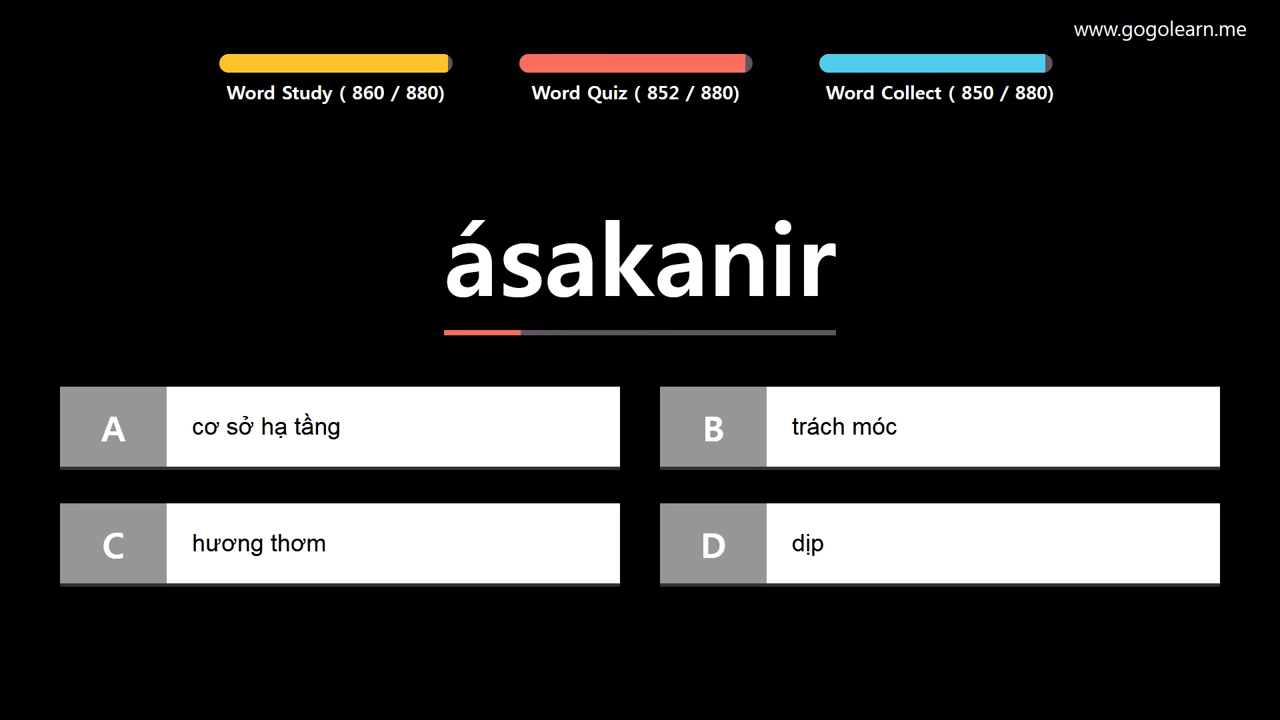 www.gogolearn.me
Word Study ( 860 / 880)
Word Quiz ( 852 / 880)
Word Collect ( 850 / 880)
ásakanir
A
cơ sở hạ tầng
B
trách móc
C
hương thơm
D
dịp